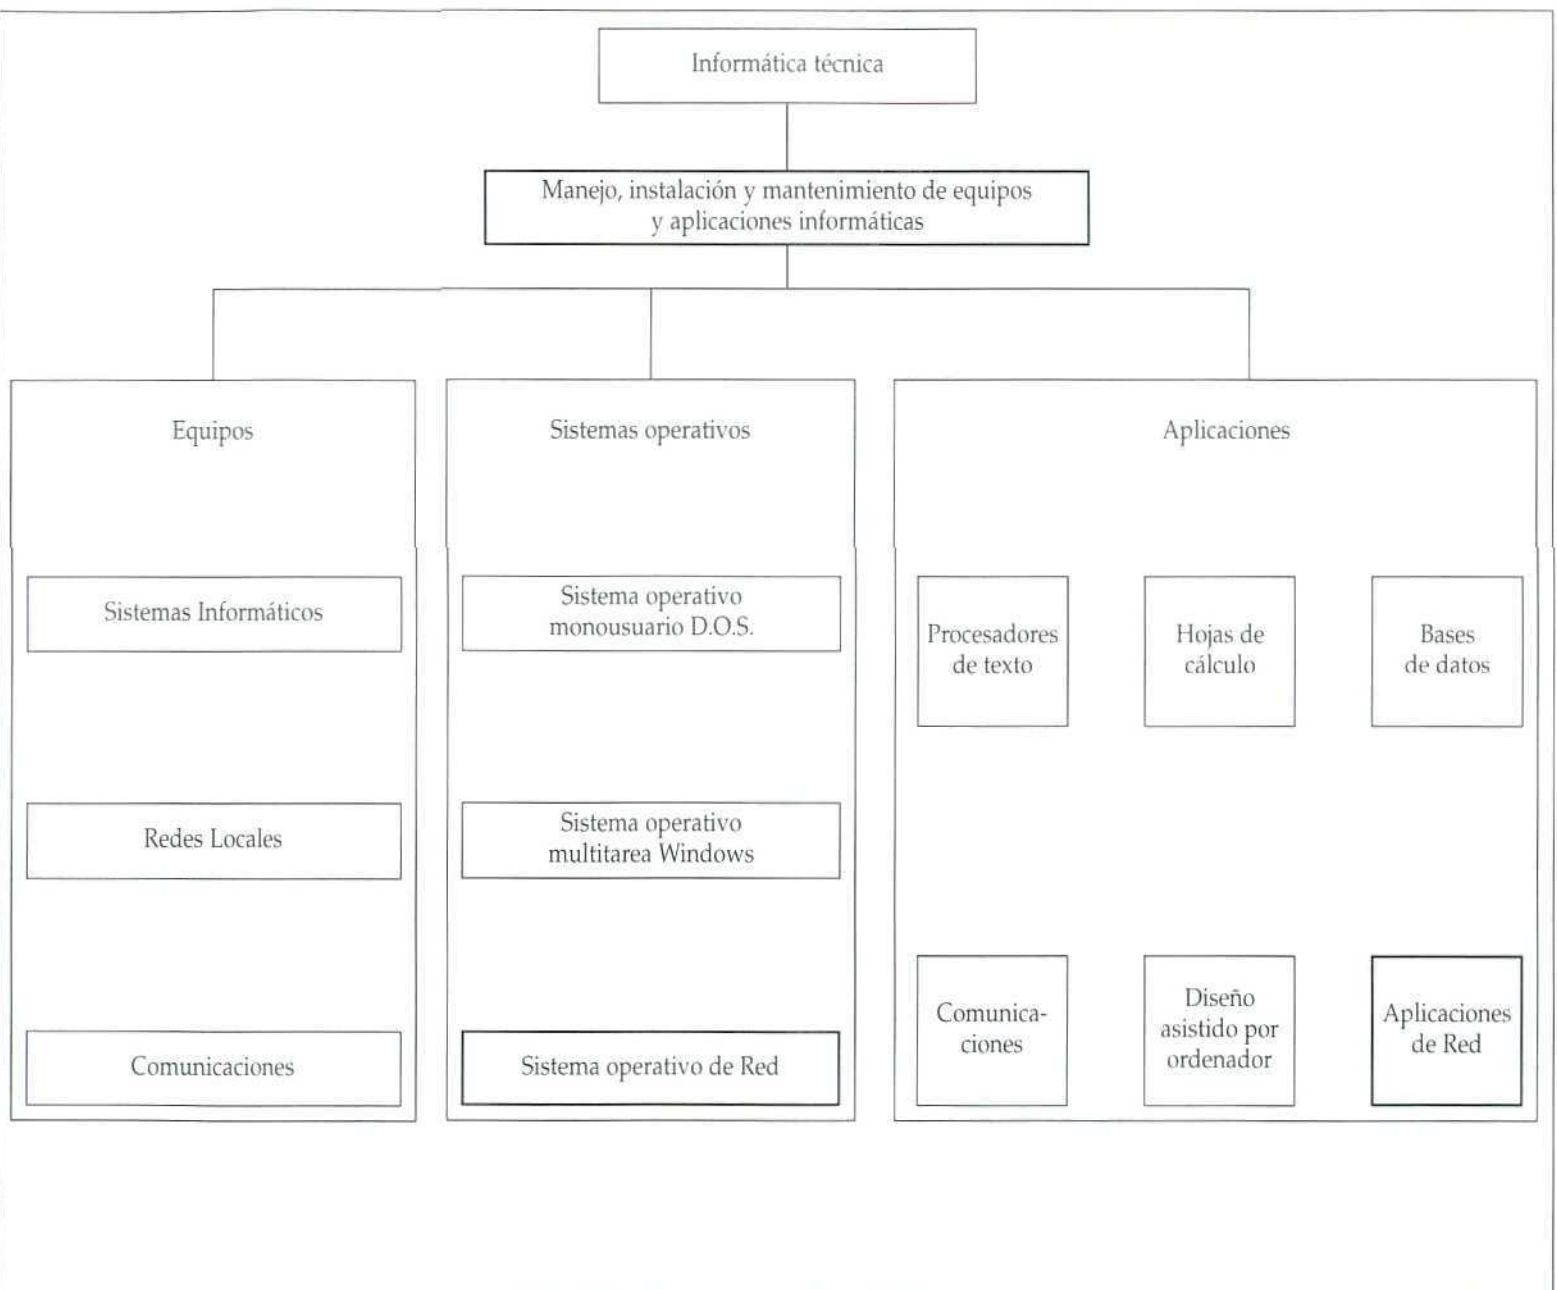 Informática técnica
Manejo, instalación y mantenimiento de equipos
y aplicaciones informáticas
Equipos
Sistemas Informáticos
Redes Locales
Comunicaciones
Sistemas operativos
Sistema operativo
monousuario D.O.S.
Sistema operativo
multitarea Windows
Sistema operativo de Red
Aplicaciones
Procesadores
de texto
Hojas de
cálculo
Bases
de datos
Comunica-
ciones
Diseño
asistido por
ordenador
Aplicaciones
de Red